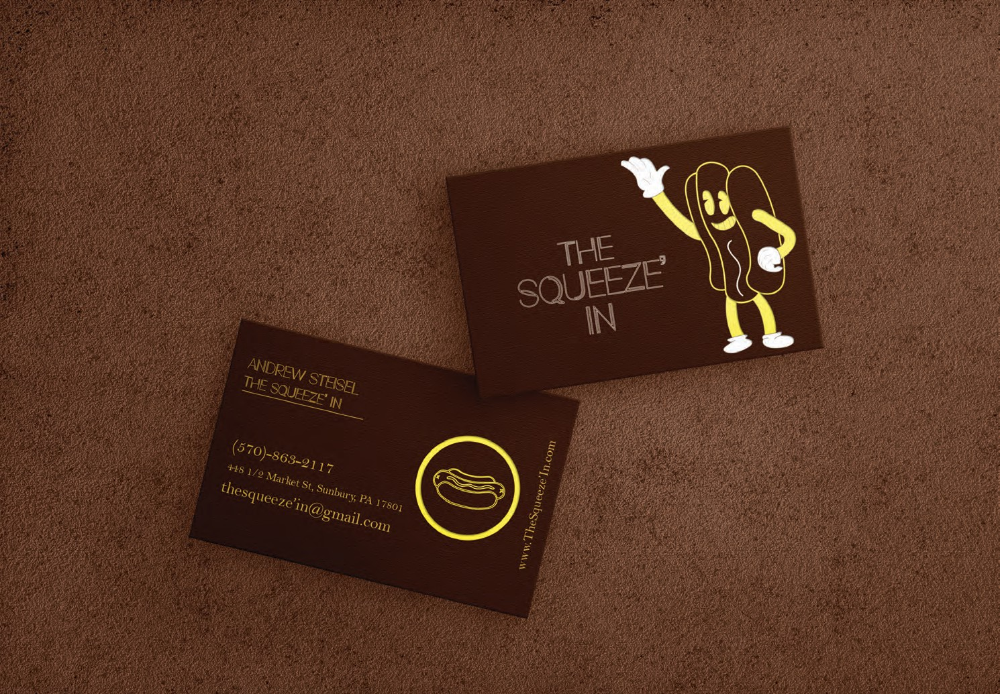 THE
SQUEEZE’
IN
ANDREW STEISEL
THE SQUEEZE’ IN
(570)-863-2117
448 1/2 Market St, Sunbury, PA 17801
thesqueeze’in@gmail.com
www.TheSqueeze’In.com